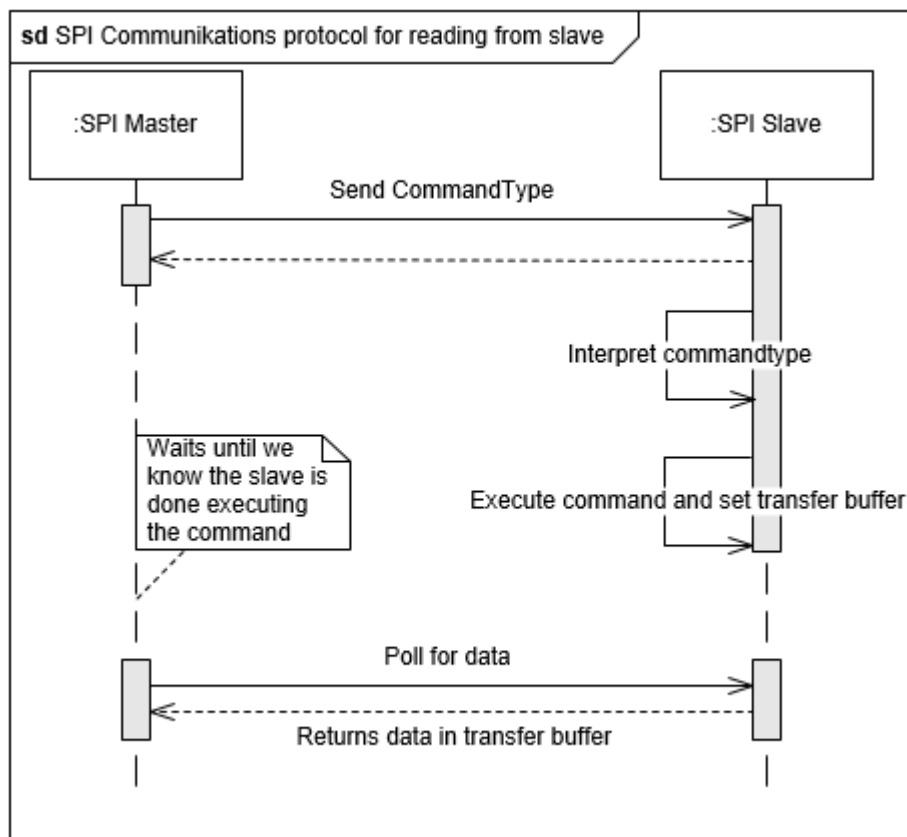 sd SPI Communikations protocol for reading from slave
:SPI Master
:SPI Slave
Send CommandType
Interpret commandtype
Waits until we
know the slave is
done executing
the command
Execute command and set transfer buffer
Poll for data
Returns data in transfer buffer